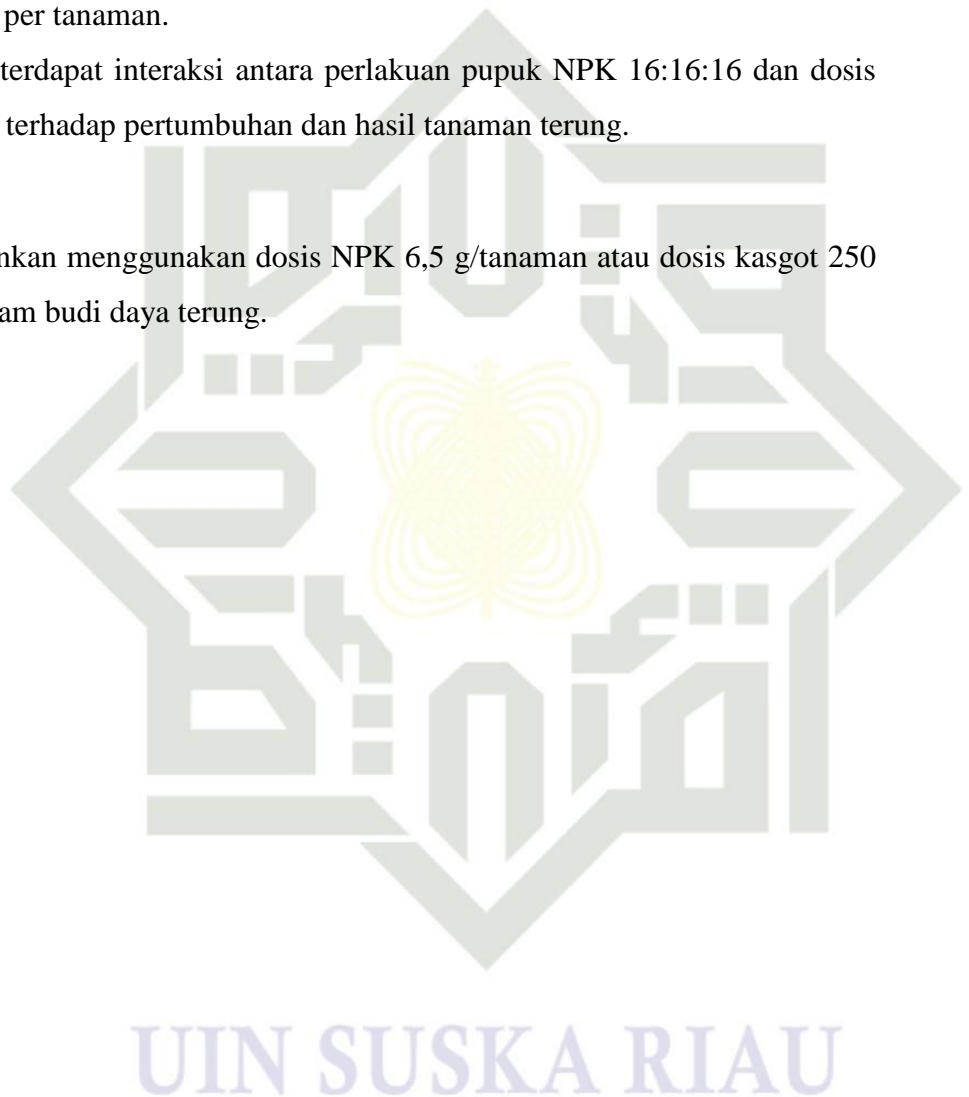 per tanaman.
terdapat interaksi antara perlakuan pupuk NPK 16:16:16 dan dosis
terhadap pertumbuhan dan hasil tanaman terung.
nkan menggunakan dosis NPK 6,5 g/tanaman atau dosis kasgot 250
am budi daya terung.
UIN SUSKA RIAU